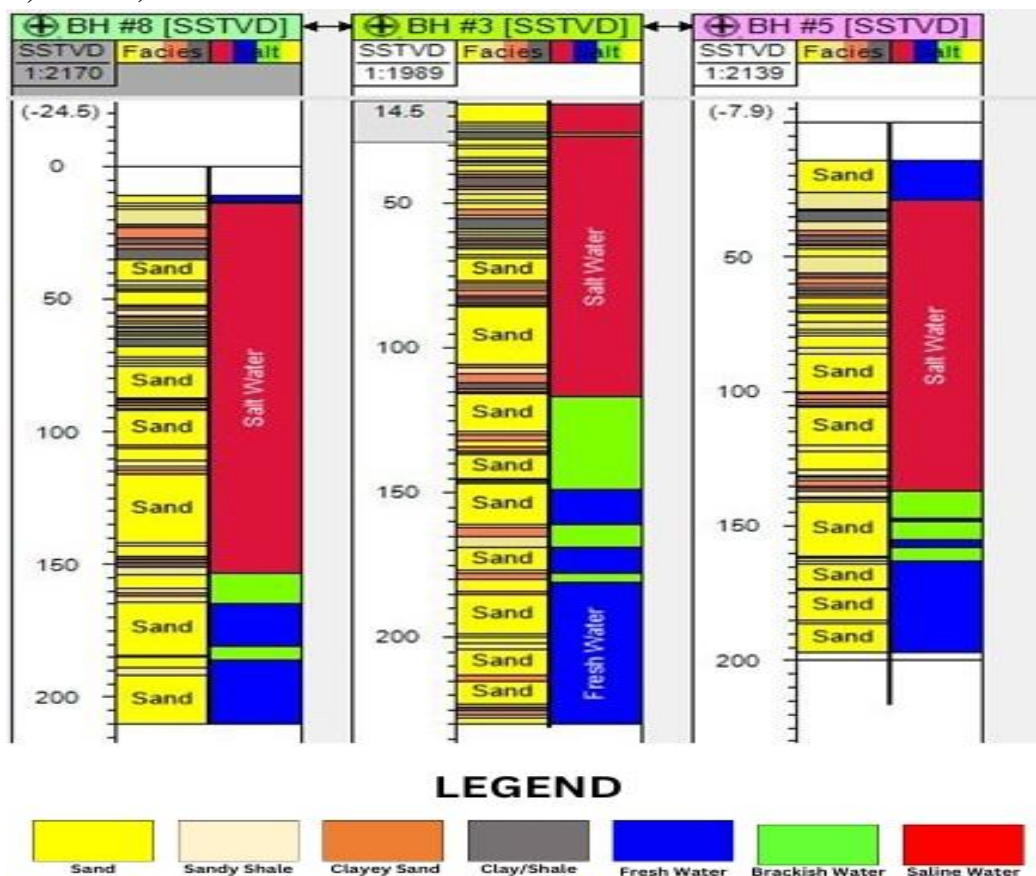 BH #8 [SSTVD]
SSTVD
1:2170
Facies
alt
(-24.5)
0
50
100
150
200
Sand
Sand
Sand
Sand
Sand
Sand
Salt Water
BH #3 [SSTVD]
SSTVD
1:1989
Facies
alt
14.5
50
100
150
200
Sand
Sand
Sand
Sand
Sand
Sand
Sand
Sand
Sand
Salt Water
Fresh Water
BH #5 [SSTVD]
SSTVD
1:2139
Facies
alt
(-7.9)
50
100
150
200
Sand
Sand
Sand
Sand
Sand
Sand
Sand
Salt Water
LEGEND
Sand
Sandy Shale
Clayey Sand
Clay/Shale
Fresh Water
Brackish Water
Saline Water